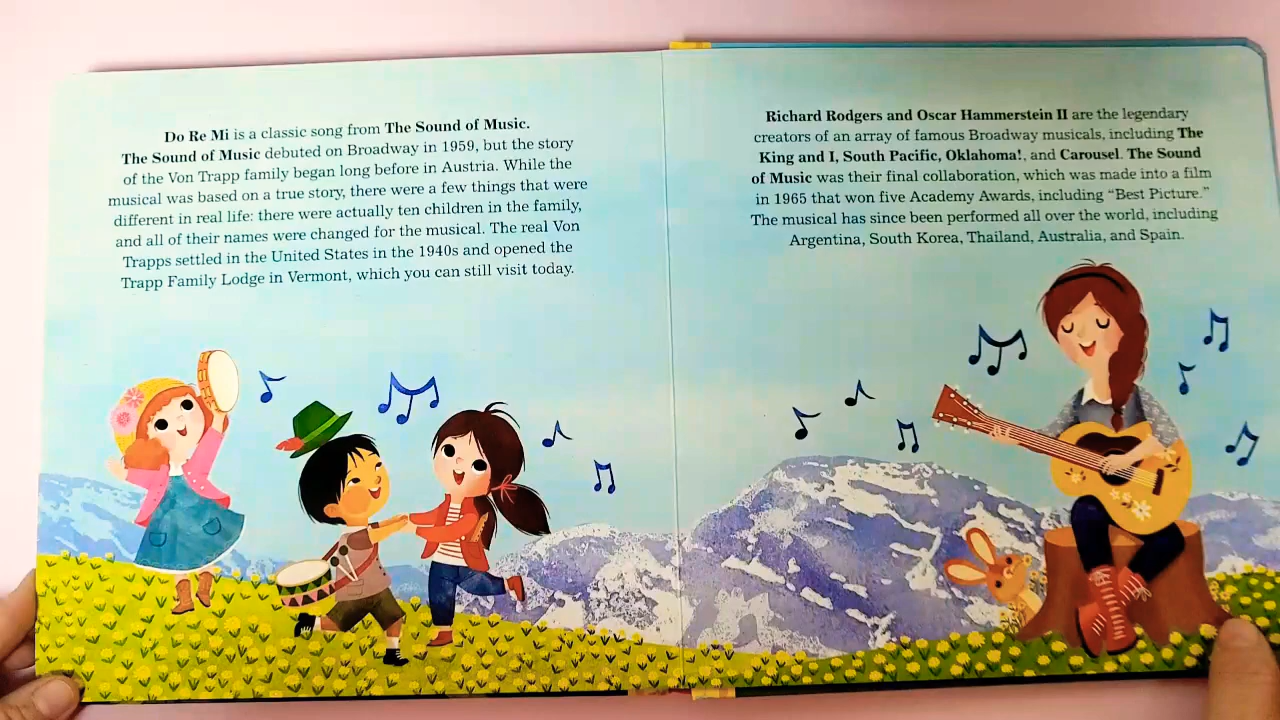 Do Re Mi is a classic song from The Sound of Music.
The Sound of Music debuted on Broadway in 1959, but the story
of the Von Trapp family began long before in Austria. While the
musical was based on a true story, there were a few things that were
different in real life: there were actually ten children in the family,
and all of their names were changed for the musical. The real Von
Trapps settled in the United States in the 1940s and opened the
Trapp Family Lodge in Vermont, which you can still visit today.
Richard Rodgers and Oscar Hammerstein II are the legendary
creators of an array of famous Broadway musicals, including The
King and I, South Pacific, Oklahoma!, and Carousel. The Sound
of Music was their final collaboration, which was made into a film
in 1965 that won five Academy Awards, including “Best Picture.”
The musical has since been performed all over the world, including
Argentina, South Korea, Thailand, Australia, and Spain.